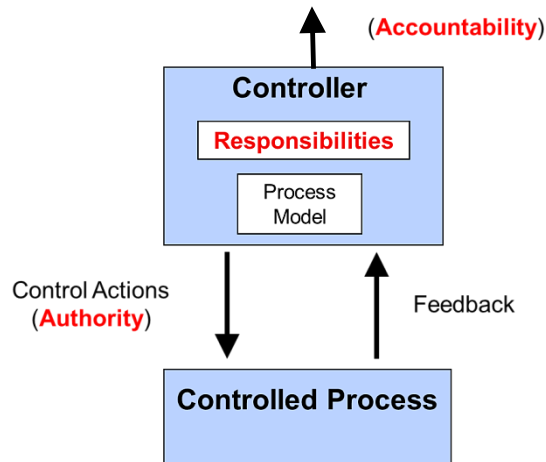 (Accountability)
Controller
Responsibilities
Process
Model
Control Actions
(Authority)
Feedback
Controlled Process